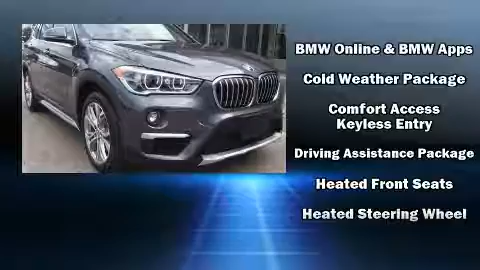 BMW Online & BMW Apps
Cold Weather Package
Comfort Access
Keyless Entry
Driving Assistance Package
Heated Front Seats
Heated Steering Wheel